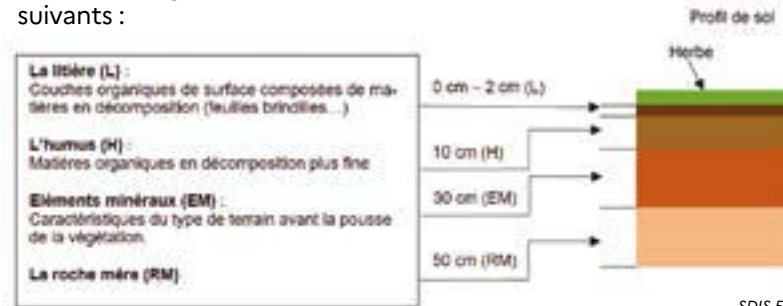 suivants :
Profil de sol
Herbe
La litière (L) :
Couches organiques de surface composées de ma-
tières en décomposition (feuilles brindilles…)
L'humus (H) :
Matières organiques en décomposition plus fine
Eléments minéraux (EM) :
Caractéristiques du type de terrain avant la pousse
de la végétation.
La roche mère (RM)
0 cm – 2 cm (L)
10 cm (H)
30 cm (EM)
50 cm (RM)